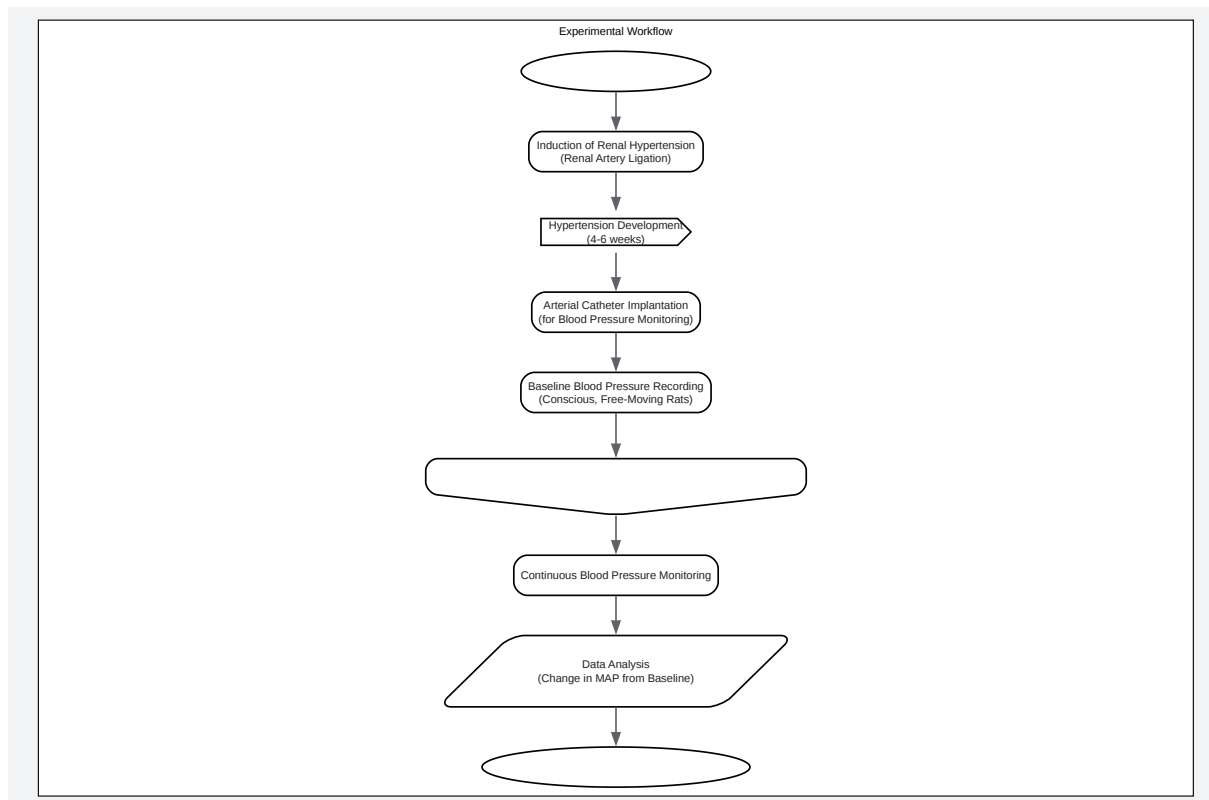 Experimental Workflow
Induction of Renal Hypertension
(Renal Artery Ligation)
Hypertension Development
(4-6 weeks)
Arterial Catheter Implantation
(for Blood Pressure Monitoring)
Baseline Blood Pressure Recording
(Conscious, Free-Moving Rats)
Continuous Blood Pressure Monitoring
Data Analysis
(Change in MAP from Baseline)